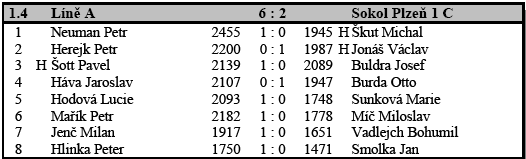 1.4 Líně A 6 : 2 Sokol Plzeň 1 C
1 Neuman Petr 2455 1 : 0 1945 H Škut Michal
2 Herejk Petr 2200 0 : 1 1987 H Jonáš Václav
3 H Šott Pavel 2139 1 : 0 2089 Buldra Josef
4 Háva Jaroslav 2107 0 : 1 1947 Burda Otto
5 Hodová Lucie 2093 1 : 0 1748 Sunková Marie
6 Mařík Petr 2182 1 : 0 1778 Míč Miloslav
7 Jenč Milan 1917 1 : 0 1651 Vadlejch Bohumil
8 Hlinka Peter 1750 1 : 0 1471 Smolka Jan